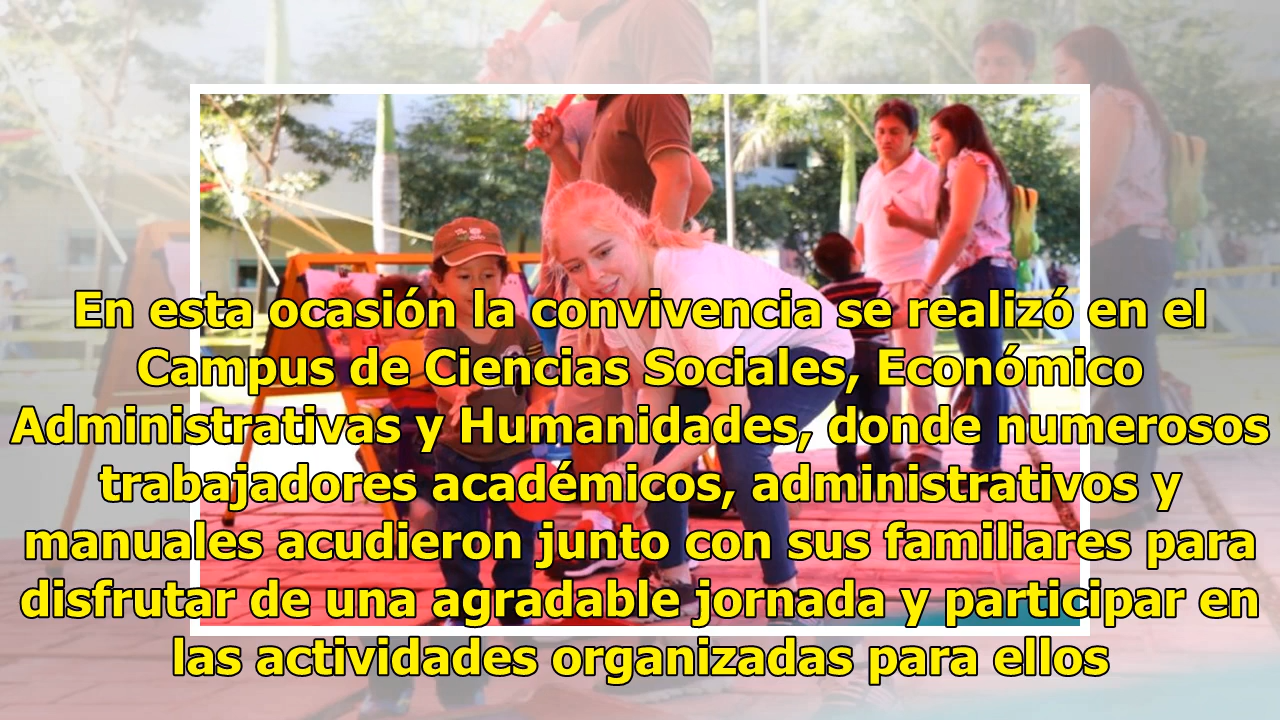 En esta ocasión la convivencia se realizó en el
Campus de Ciencias Sociales, Económico
Administrativas y Humanidades, donde numerosos
trabajadores académicos, administrativos y
manuales acudieron junto con sus familiares para
disfrutar de una agradable jornada y participar en
las actividades organizadas para ellos